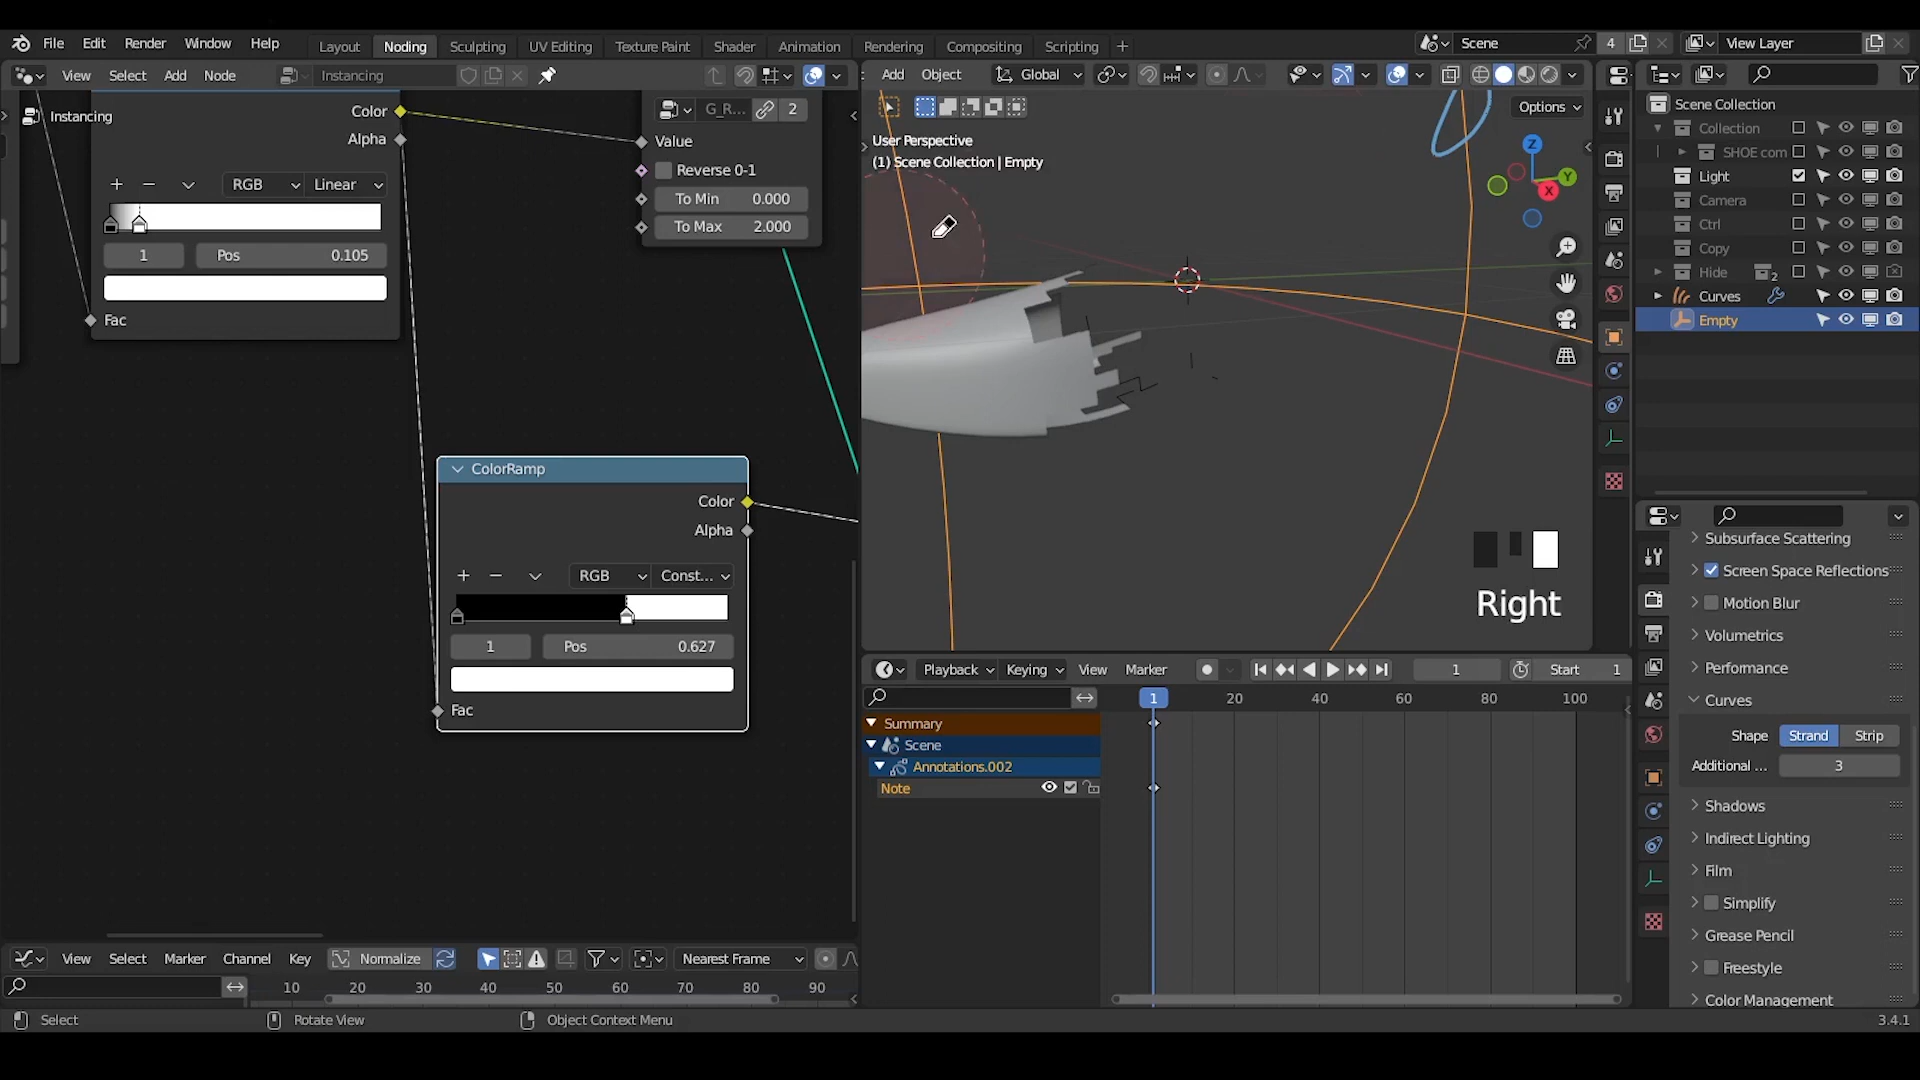 File Edit Render Window Help
Layout Noding Sculpting UV Editing Texture Paint Shader Animation Rendering Compositing Scripting
Scene 4 View Layer
View Select Add Node Instancing
Add Object Global
Instancing
Color
Alpha
RGB Linear
1 Pos 0.105
Fac
G_R... 2
Value
Reverse 0-1
To Min 0.000
To Max 2.000
ColorRamp
Color
Alpha
RGB Const...
1 Pos 0.627
Fac
Options
User Perspective
(1) Scene Collection | Empty
Z
Y
X
Right
Scene Collection
Collection
SHOE com
Light
Camera
Ctrl
Copy
Hide 2
Curves
Empty
Subsurface Scattering
Screen Space Reflections
Motion Blur
Volumetrics
Performance
Curves
Shape Strand Strip
Additional ... 3
Shadows
Indirect Lighting
Film
Simplify
Grease Pencil
Freestyle
Color Management
Playback Keying View Marker 1 Start 1
1 20 40 60 80 100
Summary
Scene
Annotations.002
Note
View Select Marker Channel Key Normalize Nearest Frame
10 20 30 40 50 60 70 80 90
Select Rotate View Object Context Menu 3.4.1